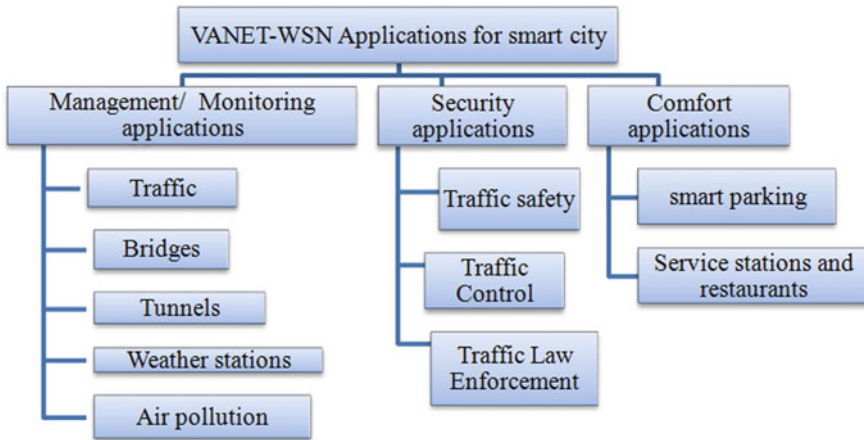 VANET-WSN Applications for smart city
Management/ Monitoring
applications
Traffic
Bridges
Tunnels
Weather stations
Air pollution
Security
applications
Traffic safety
Traffic
Control
Traffic Law
Enforcement
Comfort
applications
smart parking
Service stations and
restaurants